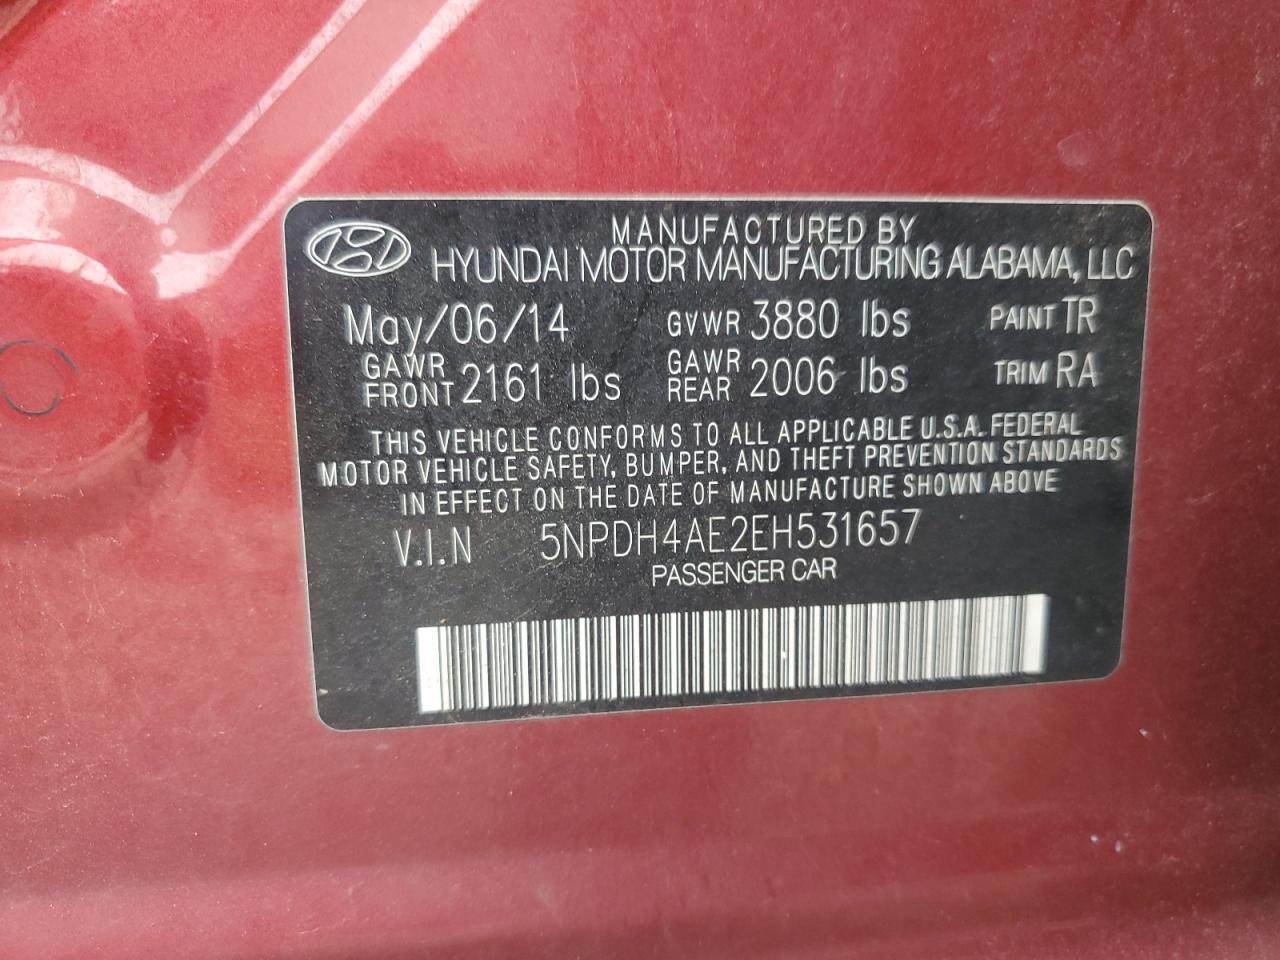 MANUFACTURED BY
HYUNDAI MOTOR MANUFACTURING ALABAMA, LLC
May/06/14 GVWR 3880 lbs PAINT TR
GAWR FRONT 2161 lbs GAWR REAR 2006 lbs TRIM RA
THIS VEHICLE CONFORMS TO ALL APPLICABLE U.S.A. FEDERAL
MOTOR VEHICLE SAFETY, BUMPER, AND THEFT PREVENTION STANDARDS
IN EFFECT ON THE DATE OF MANUFACTURE SHOWN ABOVE
V.I.N 5NPDH4AE2EH531657
PASSENGER CAR